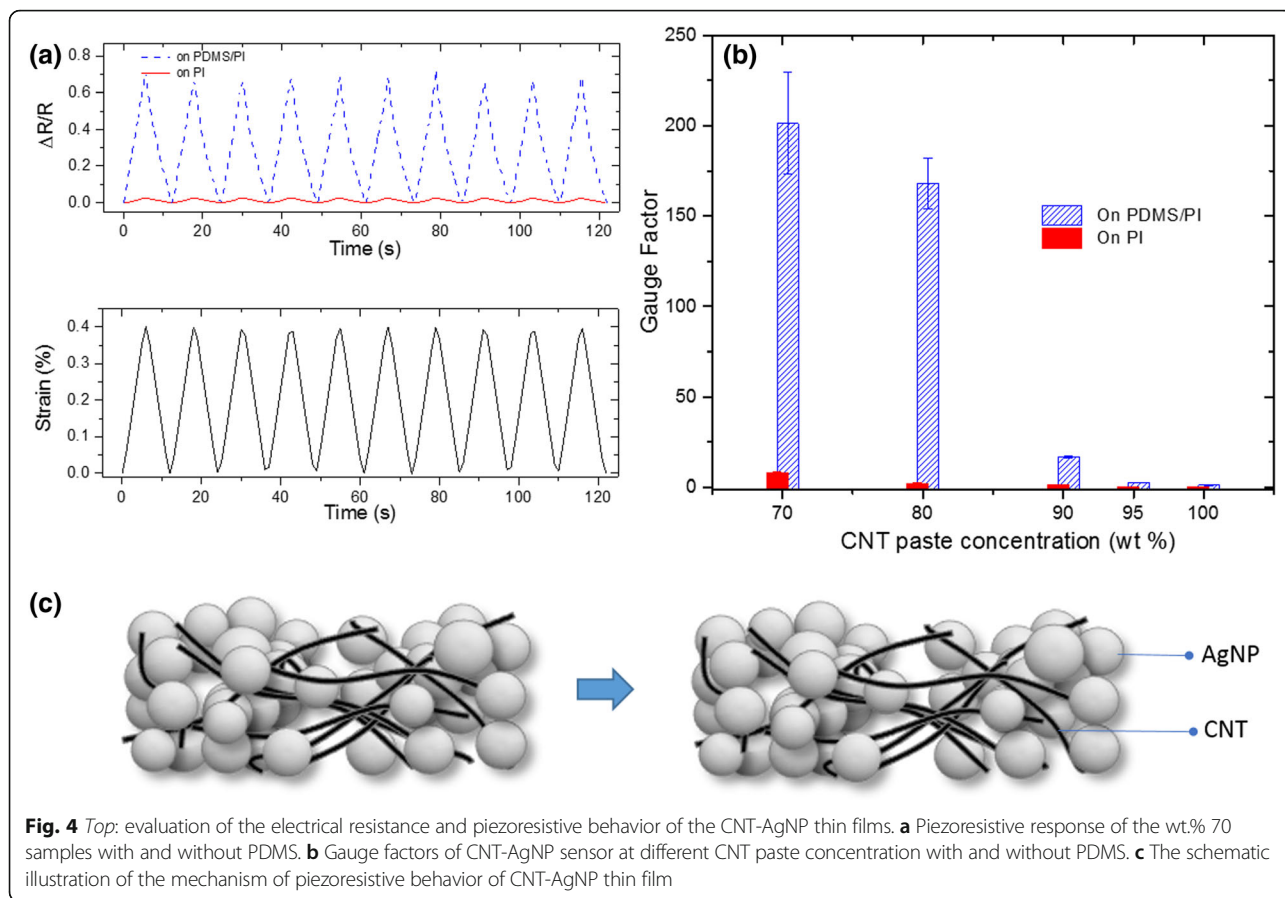 (a)
on PDMS/PI
on PI
0.8
0.6
0.4
0.2
0.0
ΔR/R
0 20 40 60 80 100 120
Time (s)
0.4
0.3
0.2
0.1
0.0
Strain (%)
0 20 40 60 80 100 120
Time (s)
(b)
250
200
150
100
50
0
Gauge Factor
On PDMS/PI
On PI
70 80 90 95 100
CNT paste concentration (wt %)
(c)
AgNP
CNT
Fig. 4 Top: evaluation of the electrical resistance and piezoresistive behavior of the CNT-AgNP thin films. a Piezoresistive response of the wt.% 70
samples with and without PDMS. b Gauge factors of CNT-AgNP sensor at different CNT paste concentration with and without PDMS. c The schematic
illustration of the mechanism of piezoresistive behavior of CNT-AgNP thin film